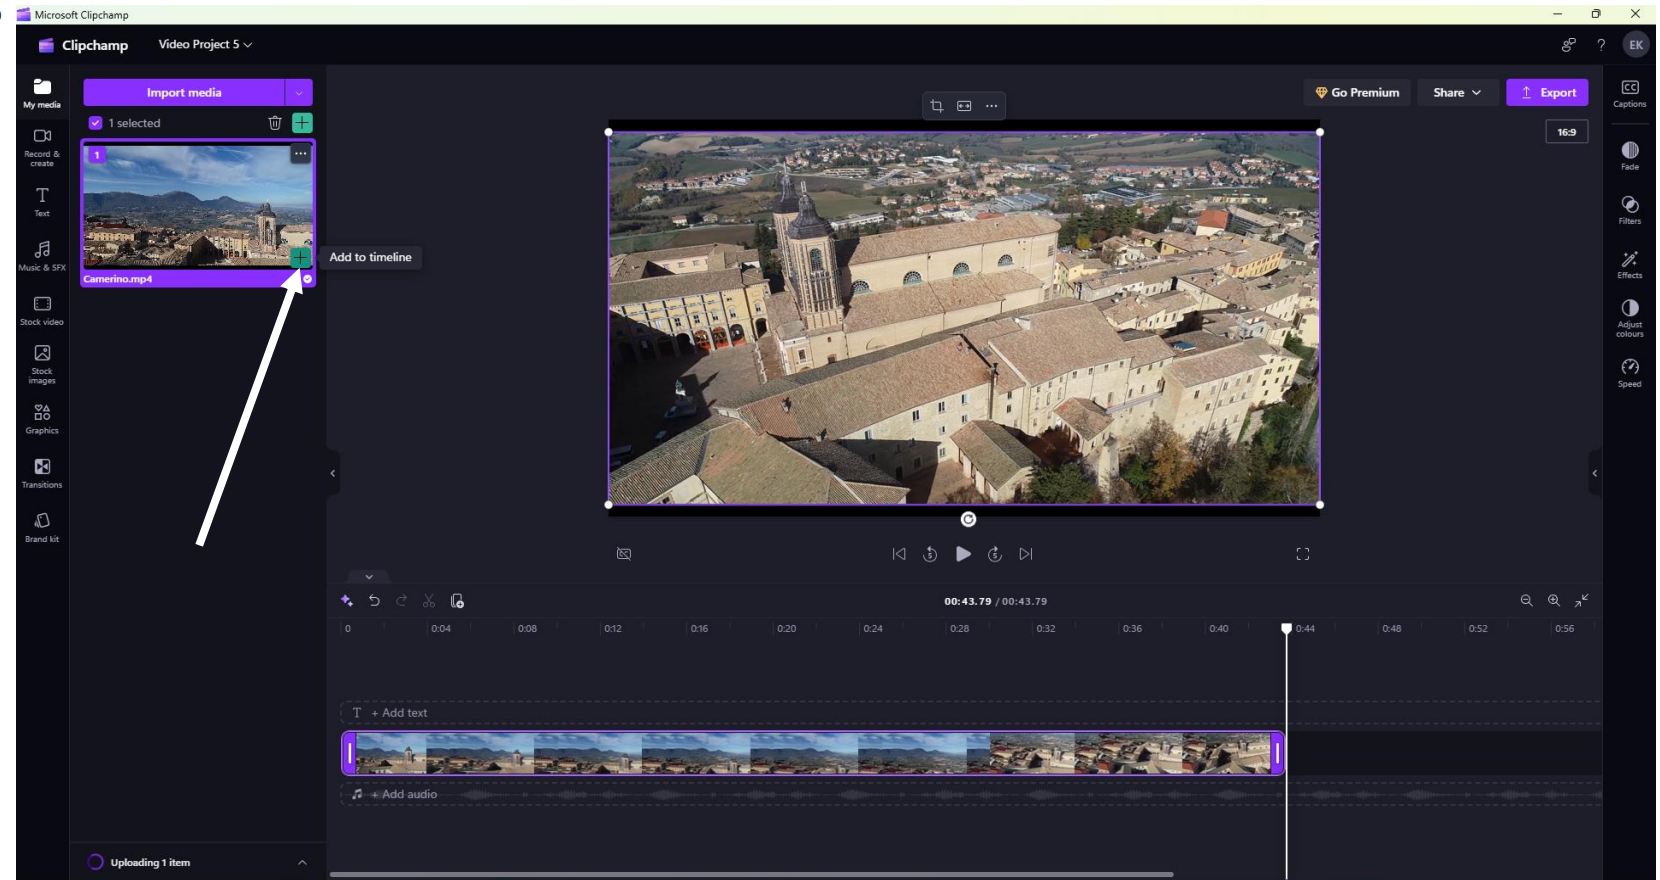 Microsoft Clipchamp
Clipchamp
Video Project 5
EK
My media
Record &
create
Text
Music & SFX
Stock video
Stock
images
Graphics
Transitions
Brand kit
Import media
1 selected
1
Camerino.mp4
Add to timeline
Uploading 1 item
Go Premium
Share
Export
16:9
CC
Captions
Fade
Filters
Effects
Adjust
colours
Speed
5
5
00:43.79 / 00:43.79
0 0:04 0:08 0:12 0:16 0:20 0:24 0:28 0:32 0:36 0:40 0:44 0:48 0:52 0:56
T + Add text
+ Add audio